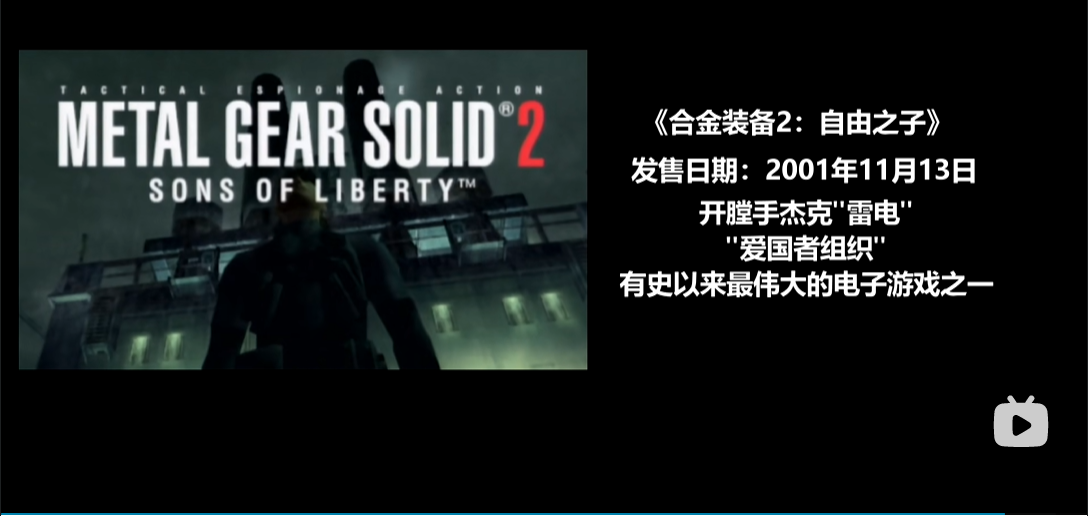 TACTICAL ESPIONAGE ACTION
METAL GEAR SOLID® 2
SONS OF LIBERTY™
《合金装备2：自由之子》
发售日期：2001年11月13日
开膛手杰克"雷电"
"爱国者组织"
有史以来最伟大的电子游戏之一